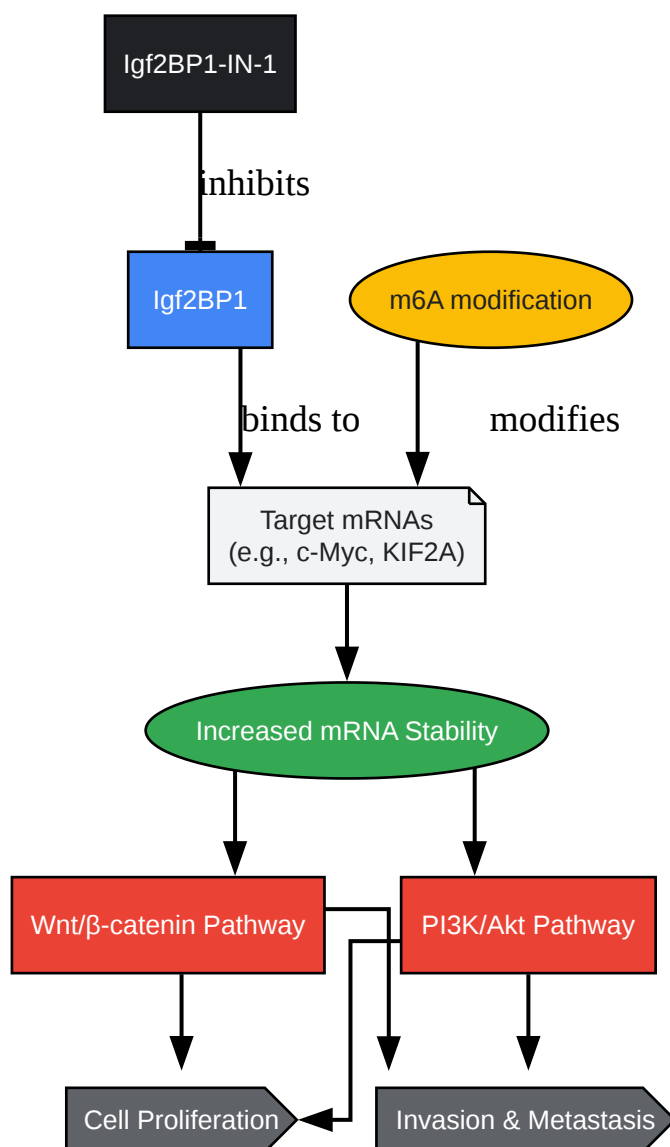 Igf2BP1-IN-1
inhibits
Igf2BP1
m6A modification
binds to
modifies
Target mRNAs
(e.g., c-Myc, KIF2A)
Increased mRNA Stability
Wnt/β-catenin Pathway
PI3K/Akt Pathway
Cell Proliferation
Invasion & Metastasis